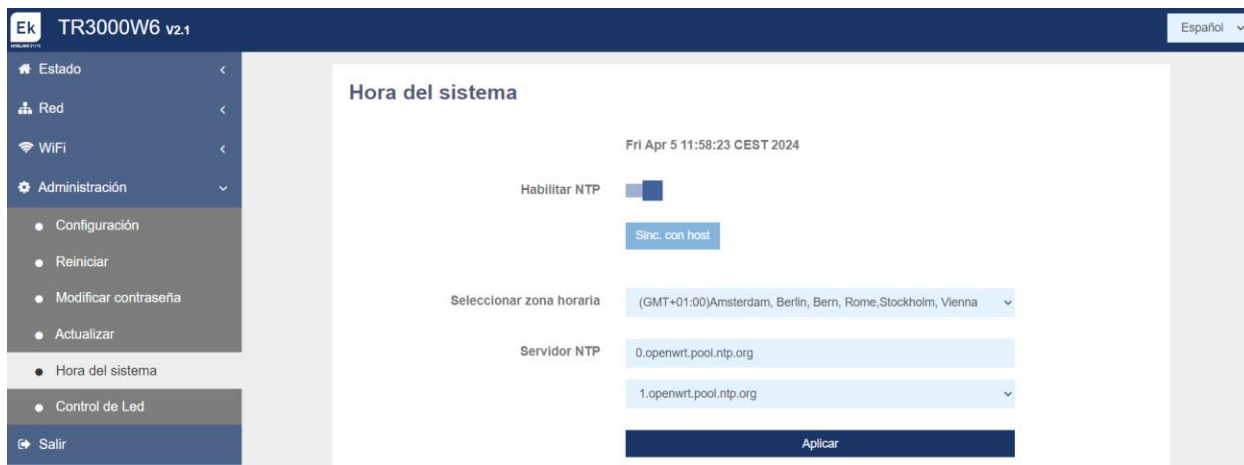 Ek TR3000W6 V2.1
Español
Estado
Red
WiFi
Administración
Configuración
Reiniciar
Modificar contraseña
Actualizar
Hora del sistema
Control de Led
Salir
Hora del sistema
Fri Apr 5 11:58:23 CEST 2024
Habilitar NTP
Sinc. con host
Seleccionar zona horaria
(GMT+01:00)Amsterdam, Berlin, Bern, Rome,Stockholm, Vienna
Servidor NTP
0.openwrt.pool.ntp.org
1.openwrt.pool.ntp.org
Aplicar